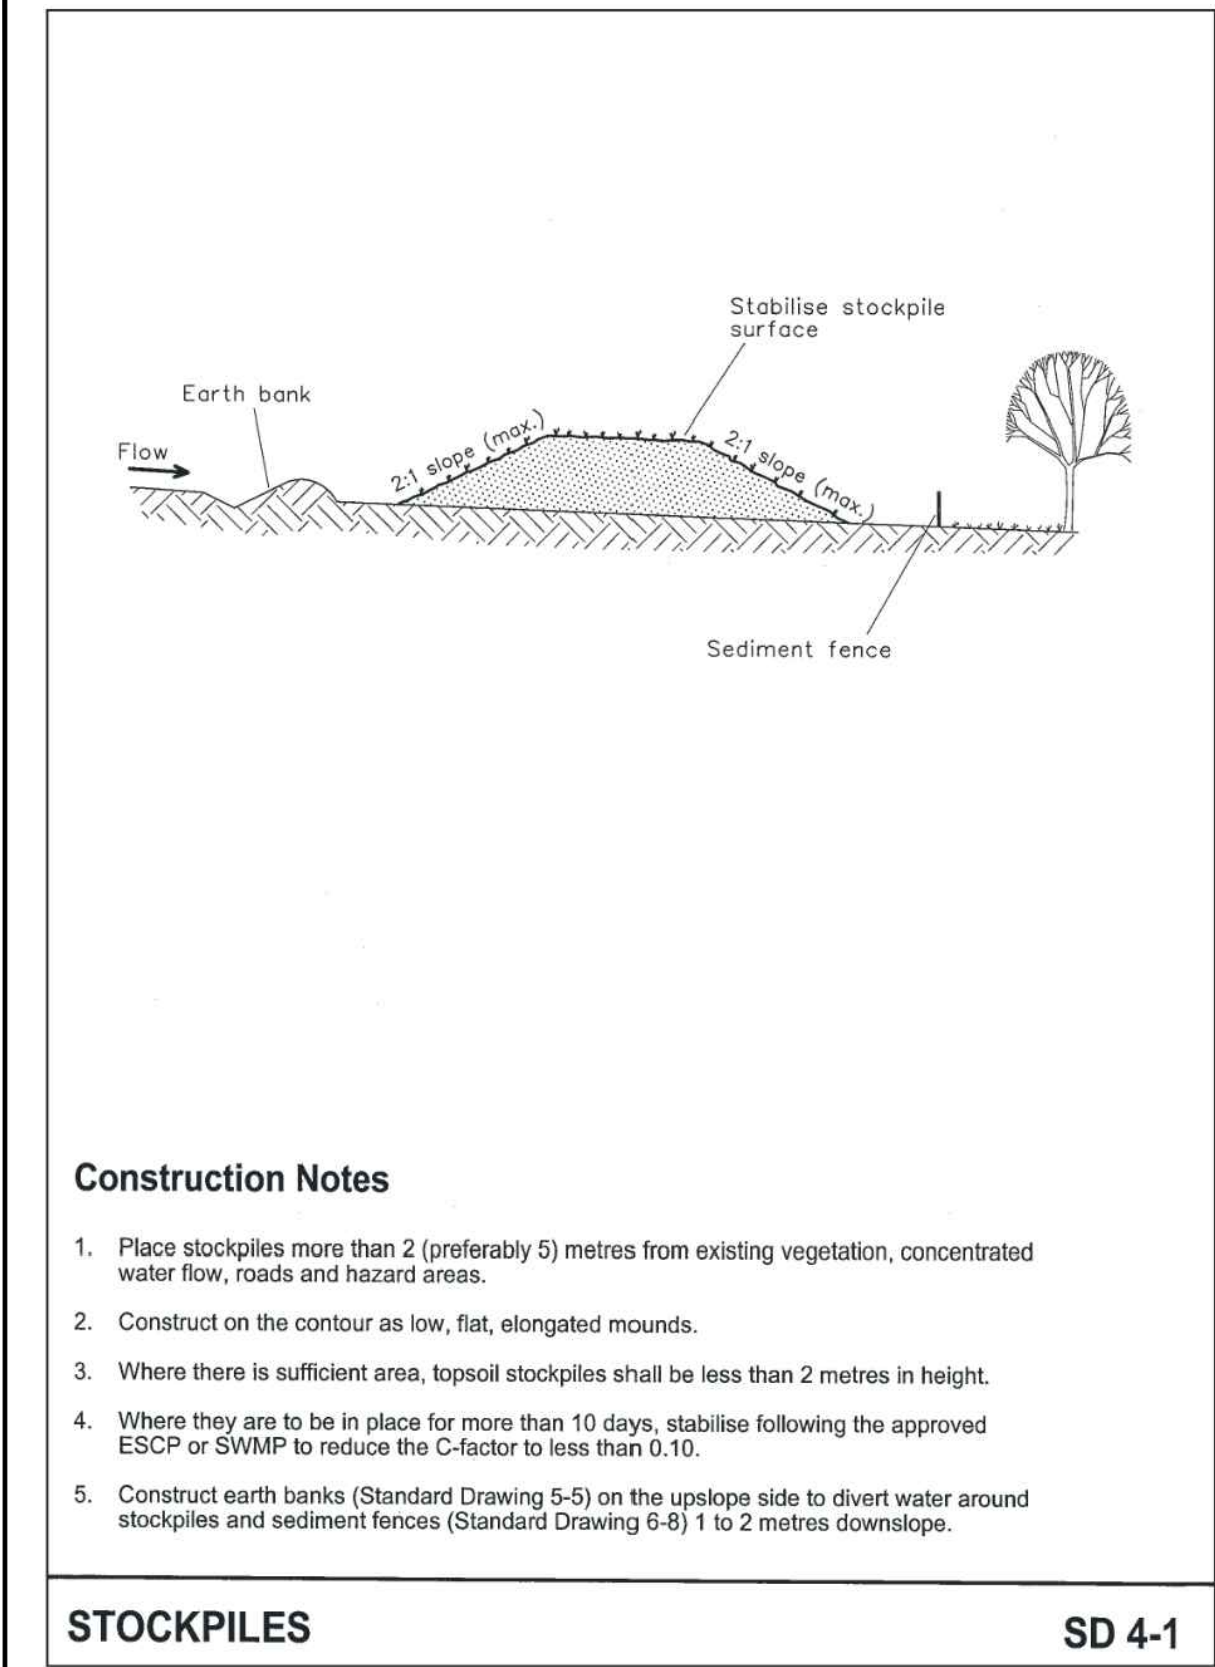 Stabilise stockpile
surface
Earth bank
Flow
2:1 slope (max.)
2:1 slope (max.)
Sediment fence
Construction Notes
1. Place stockpiles more than 2 (preferably 5) metres from existing vegetation, concentrated
water flow, roads and hazard areas.
2. Construct on the contour as low, flat, elongated mounds.
3. Where there is sufficient area, topsoil stockpiles shall be less than 2 metres in height.
4. Where they are to be in place for more than 10 days, stabilise following the approved
ESCP or SWMP to reduce the C-factor to less than 0.10.
5. Construct earth banks (Standard Drawing 5-5) on the upslope side to divert water around
stockpiles and sediment fences (Standard Drawing 6-8) 1 to 2 metres downslope.
STOCKPILES SD 4-1